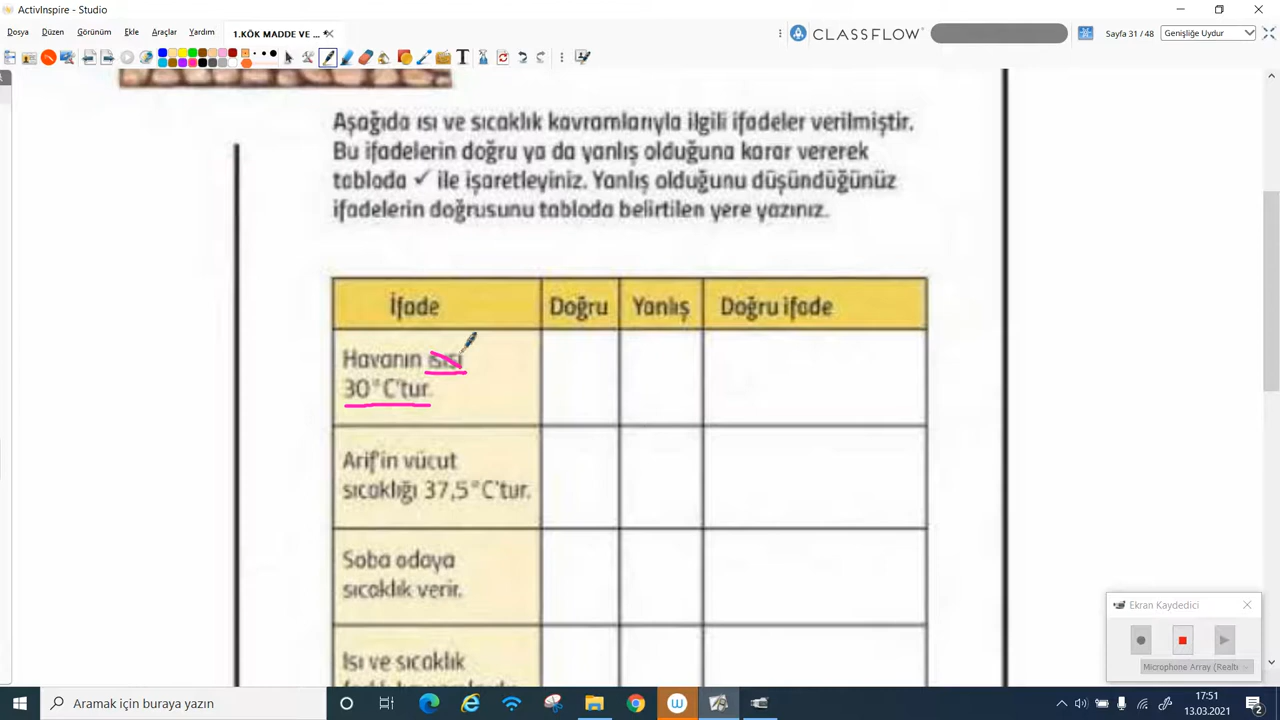 ActivInspire - Studio
Dosya Düzen Görünüm Ekle Araçlar Yardım
1.KÖK MADDE VE ...
CLASSFLOW
Sayfa 31 / 48
Genişliğe Uydur
Aşağıda ısı ve sıcaklık kavramlarıyla ilgili ifadeler verilmiştir.
Bu ifadelerin doğru ya da yanlış olduğuna karar vererek
tabloda ✓ ile işaretleyiniz. Yanlış olduğunu düşündüğünüz
ifadelerin doğrusunu tabloda belirtilen yere yazınız.
İfade Doğru Yanlış Doğru ifade
Havanın ısısı
30°C'tur.
Arif'in vücut
sıcaklığı 37,5°C'tur.
Soba odaya
sıcaklık verir.
Isı ve sıcaklık
Ekran Kaydedici
Microphone Array (Realt
Aramak için buraya yazın
17:51
13.03.2021
2